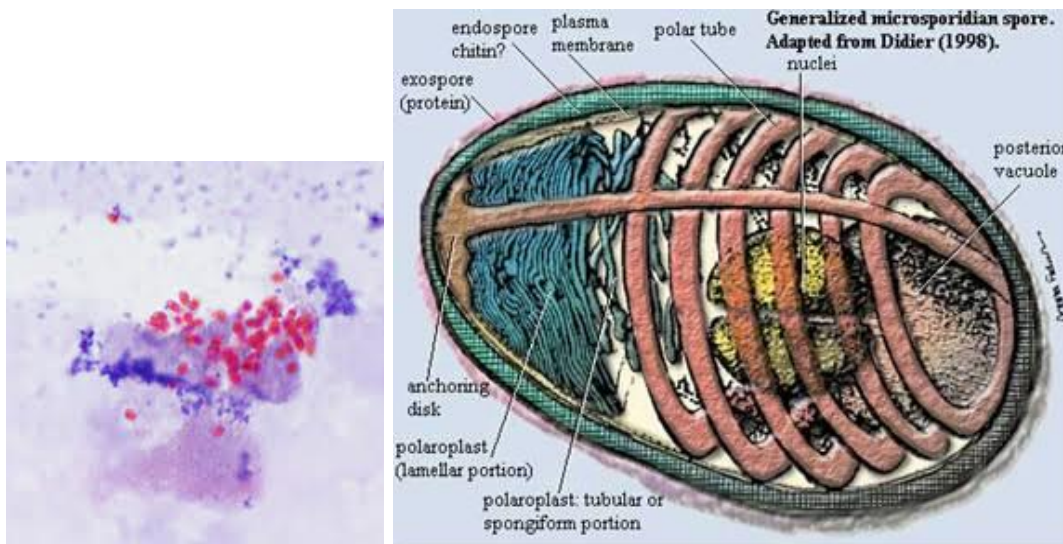 Generalized microsporidian spore.
Adapted from Didier (1998).
endospore
chitin?
plasma
membrane
polar tube
nuclei
exospore
(protein)
posterior
vacuole
anchoring
disk
polaroplast
(lamellar portion)
polaroplast: tubular or
spongiform portion